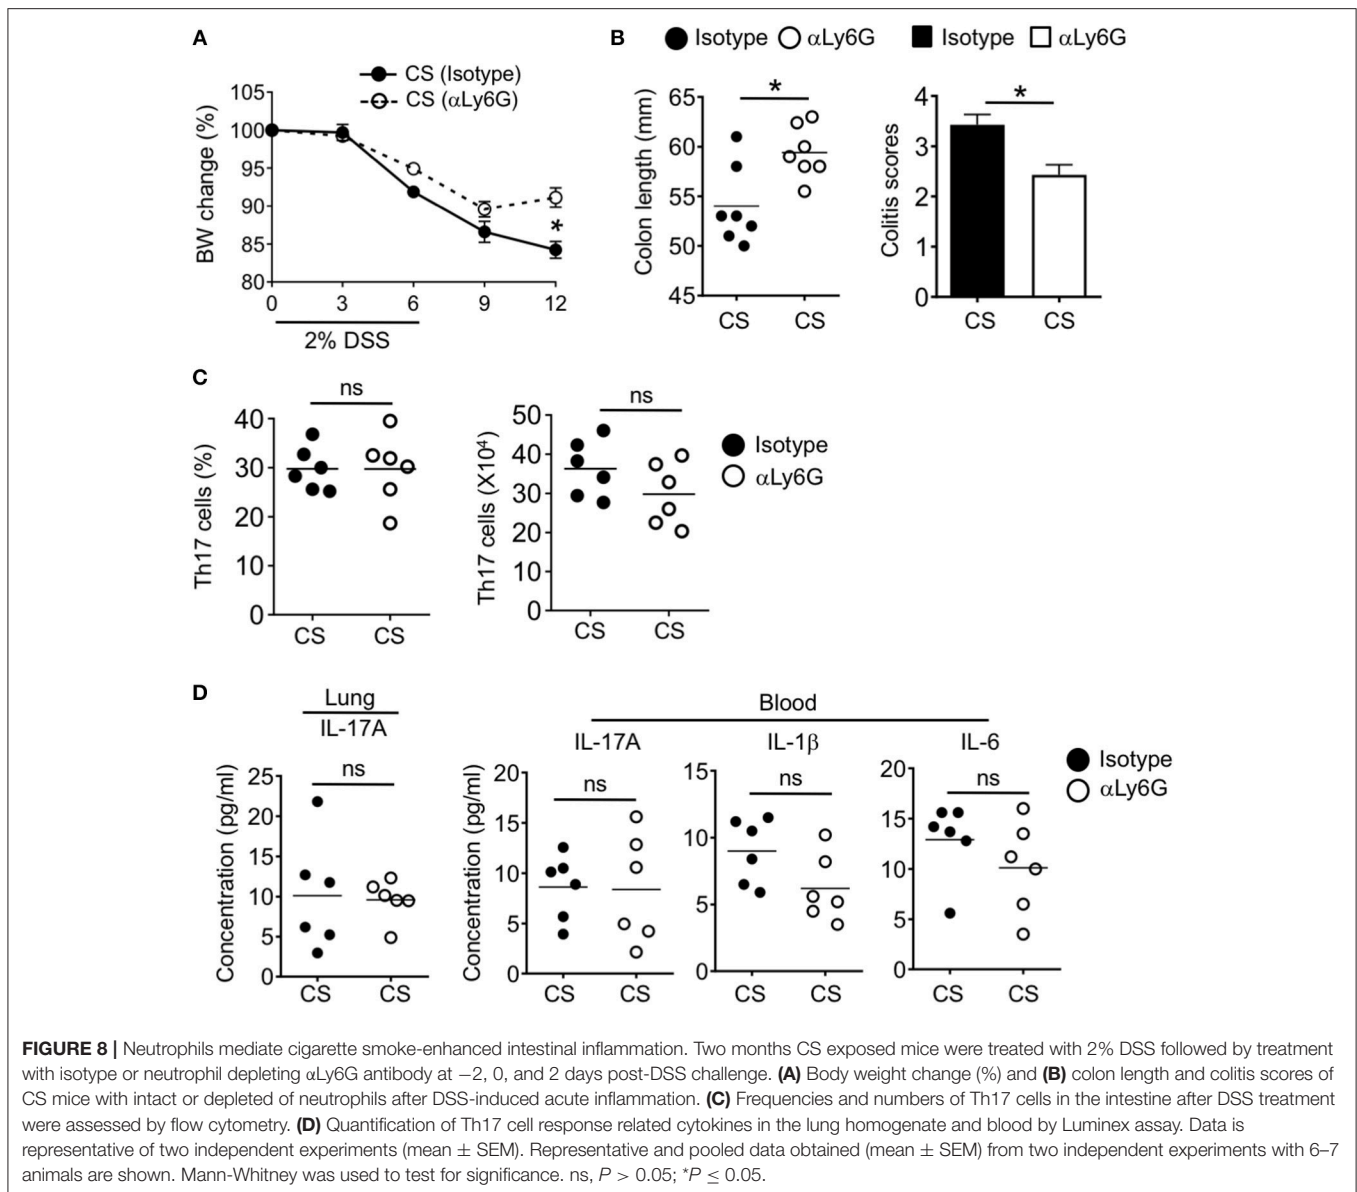 A
CS (Isotype)
CS (αLy6G)
BW change (%)
105
100
95
90
85
80
*
0 3 6 9 12
2% DSS
B
Isotype αLy6G Isotype αLy6G
Colon length (mm)
65
60
55
50
45
*
CS CS
Colitis scores
4
3
2
1
0
*
CS CS
C
Th17 cells (%)
40
30
20
10
0
ns
CS CS
Th17 cells (X10⁴)
50
40
30
20
10
0
ns
CS CS
Isotype
αLy6G
D
Lung
IL-17A
Concentration (pg/ml)
25
20
15
10
5
0
ns
CS CS
Blood
IL-17A
Concentration (pg/ml)
20
15
10
5
0
ns
CS CS
IL-1β
15
10
5
0
ns
CS CS
IL-6
20
15
10
5
0
ns
CS CS
Isotype
αLy6G
FIGURE 8 | Neutrophils mediate cigarette smoke-enhanced intestinal inflammation. Two months CS exposed mice were treated with 2% DSS followed by treatment
with isotype or neutrophil depleting αLy6G antibody at −2, 0, and 2 days post-DSS challenge. (A) Body weight change (%) and (B) colon length and colitis scores of
CS mice with intact or depleted of neutrophils after DSS-induced acute inflammation. (C) Frequencies and numbers of Th17 cells in the intestine after DSS treatment
were assessed by flow cytometry. (D) Quantification of Th17 cell response related cytokines in the lung homogenate and blood by Luminex assay. Data is
representative of two independent experiments (mean ± SEM). Representative and pooled data obtained (mean ± SEM) from two independent experiments with 6–7
animals are shown. Mann-Whitney was used to test for significance. ns, P > 0.05; *P ≤ 0.05.